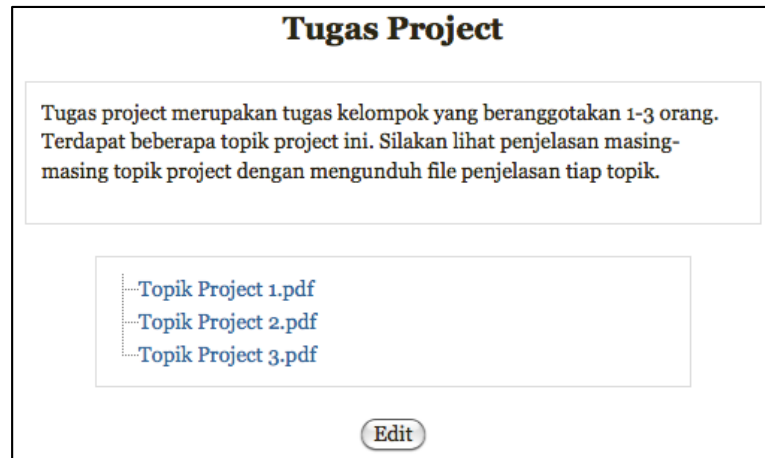 Tugas Project
Tugas project merupakan tugas kelompok yang beranggotakan 1-3 orang.
Terdapat beberapa topik project ini. Silakan lihat penjelasan masing-
masing topik project dengan mengunduh file penjelasan tiap topik.
Topik Project 1.pdf
Topik Project 2.pdf
Topik Project 3.pdf
Edit